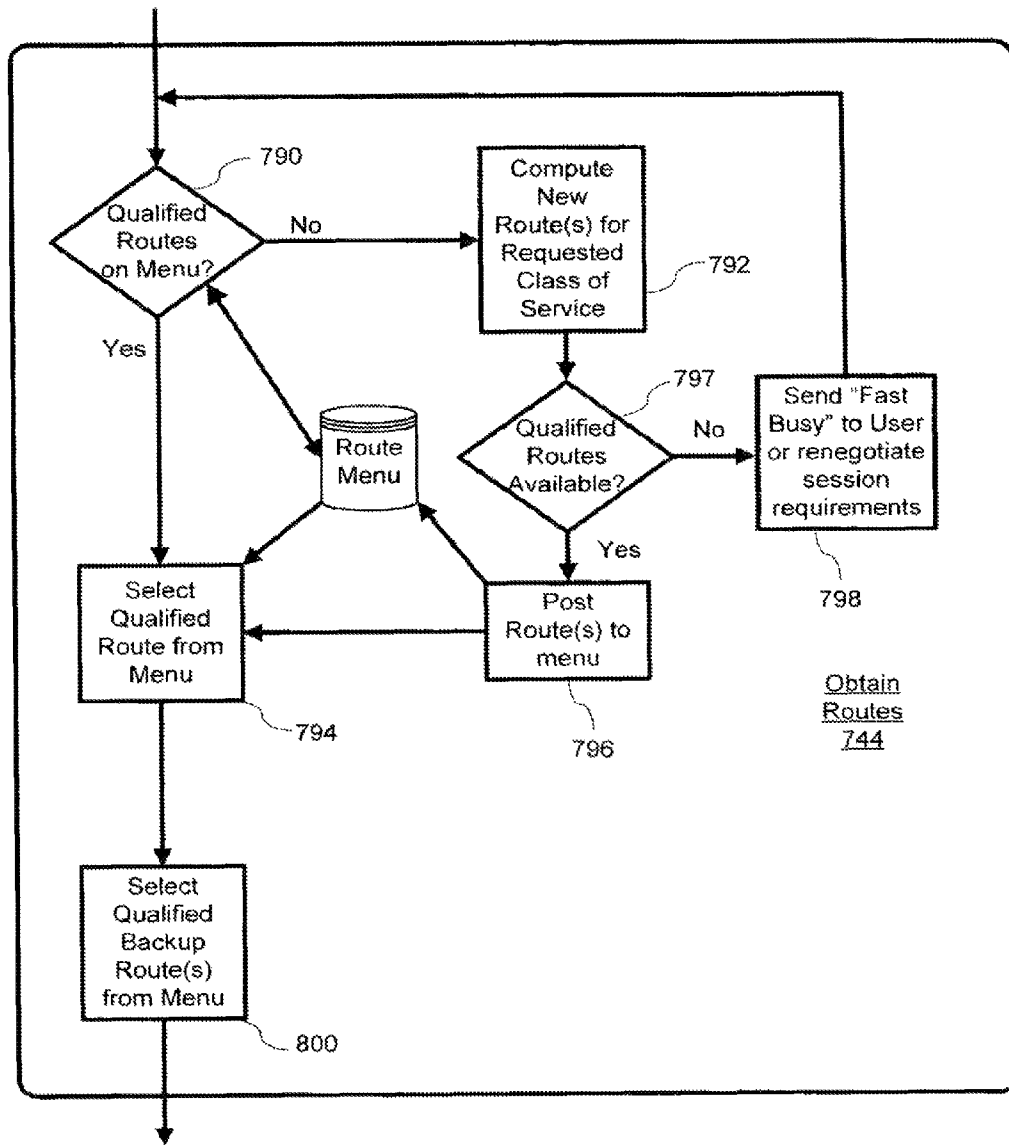 790
Qualified
Routes
on Menu?
No
Yes
Compute
New
Route(s) for
Requested
Class of
Service
792
797
Qualified
Routes
Available?
No
Yes
Send "Fast
Busy" to User
or renegotiate
session
requirements
798
Route
Menu
Select
Qualified
Route from
Menu
794
Post
Route(s) to
menu
796
Obtain
Routes
744
Select
Qualified
Backup
Route(s)
from Menu
800